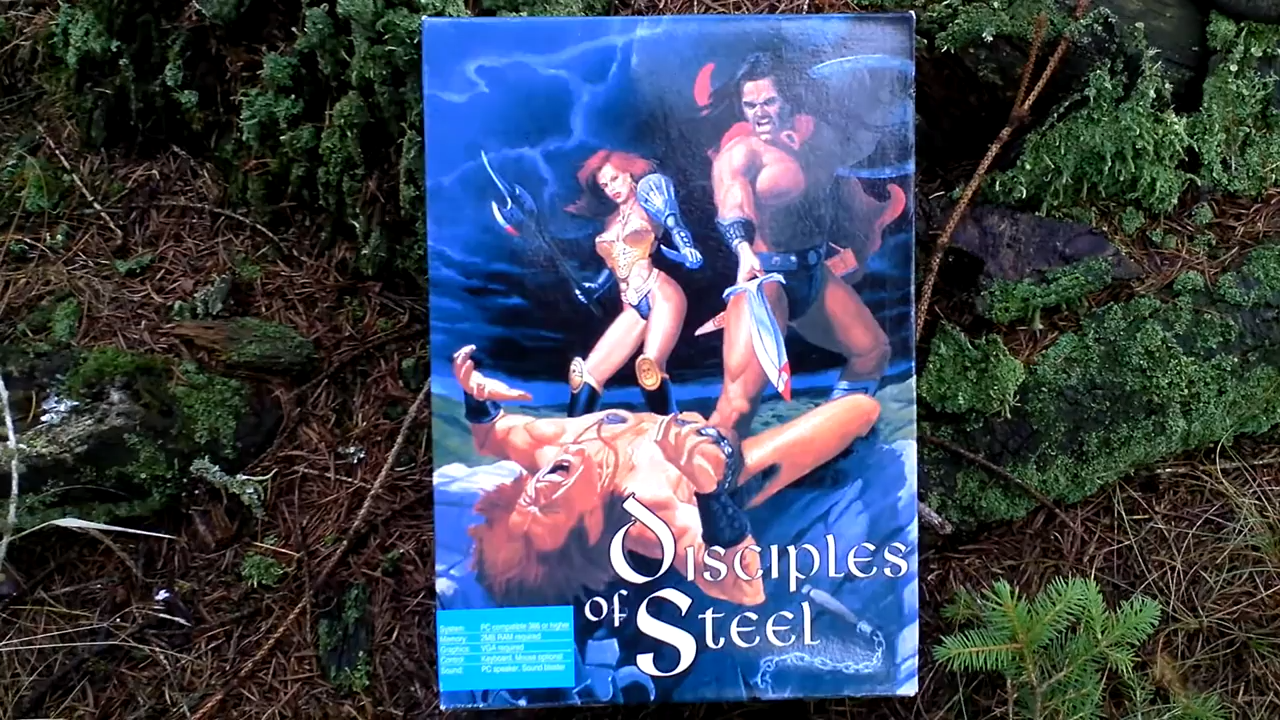 Disciples
of Steel
System: PC compatible 386 or higher
Memory: 2MB RAM required
Graphics: VGA required
Control: Keyboard, Mouse optional
Sound: PC speaker, Sound blaster